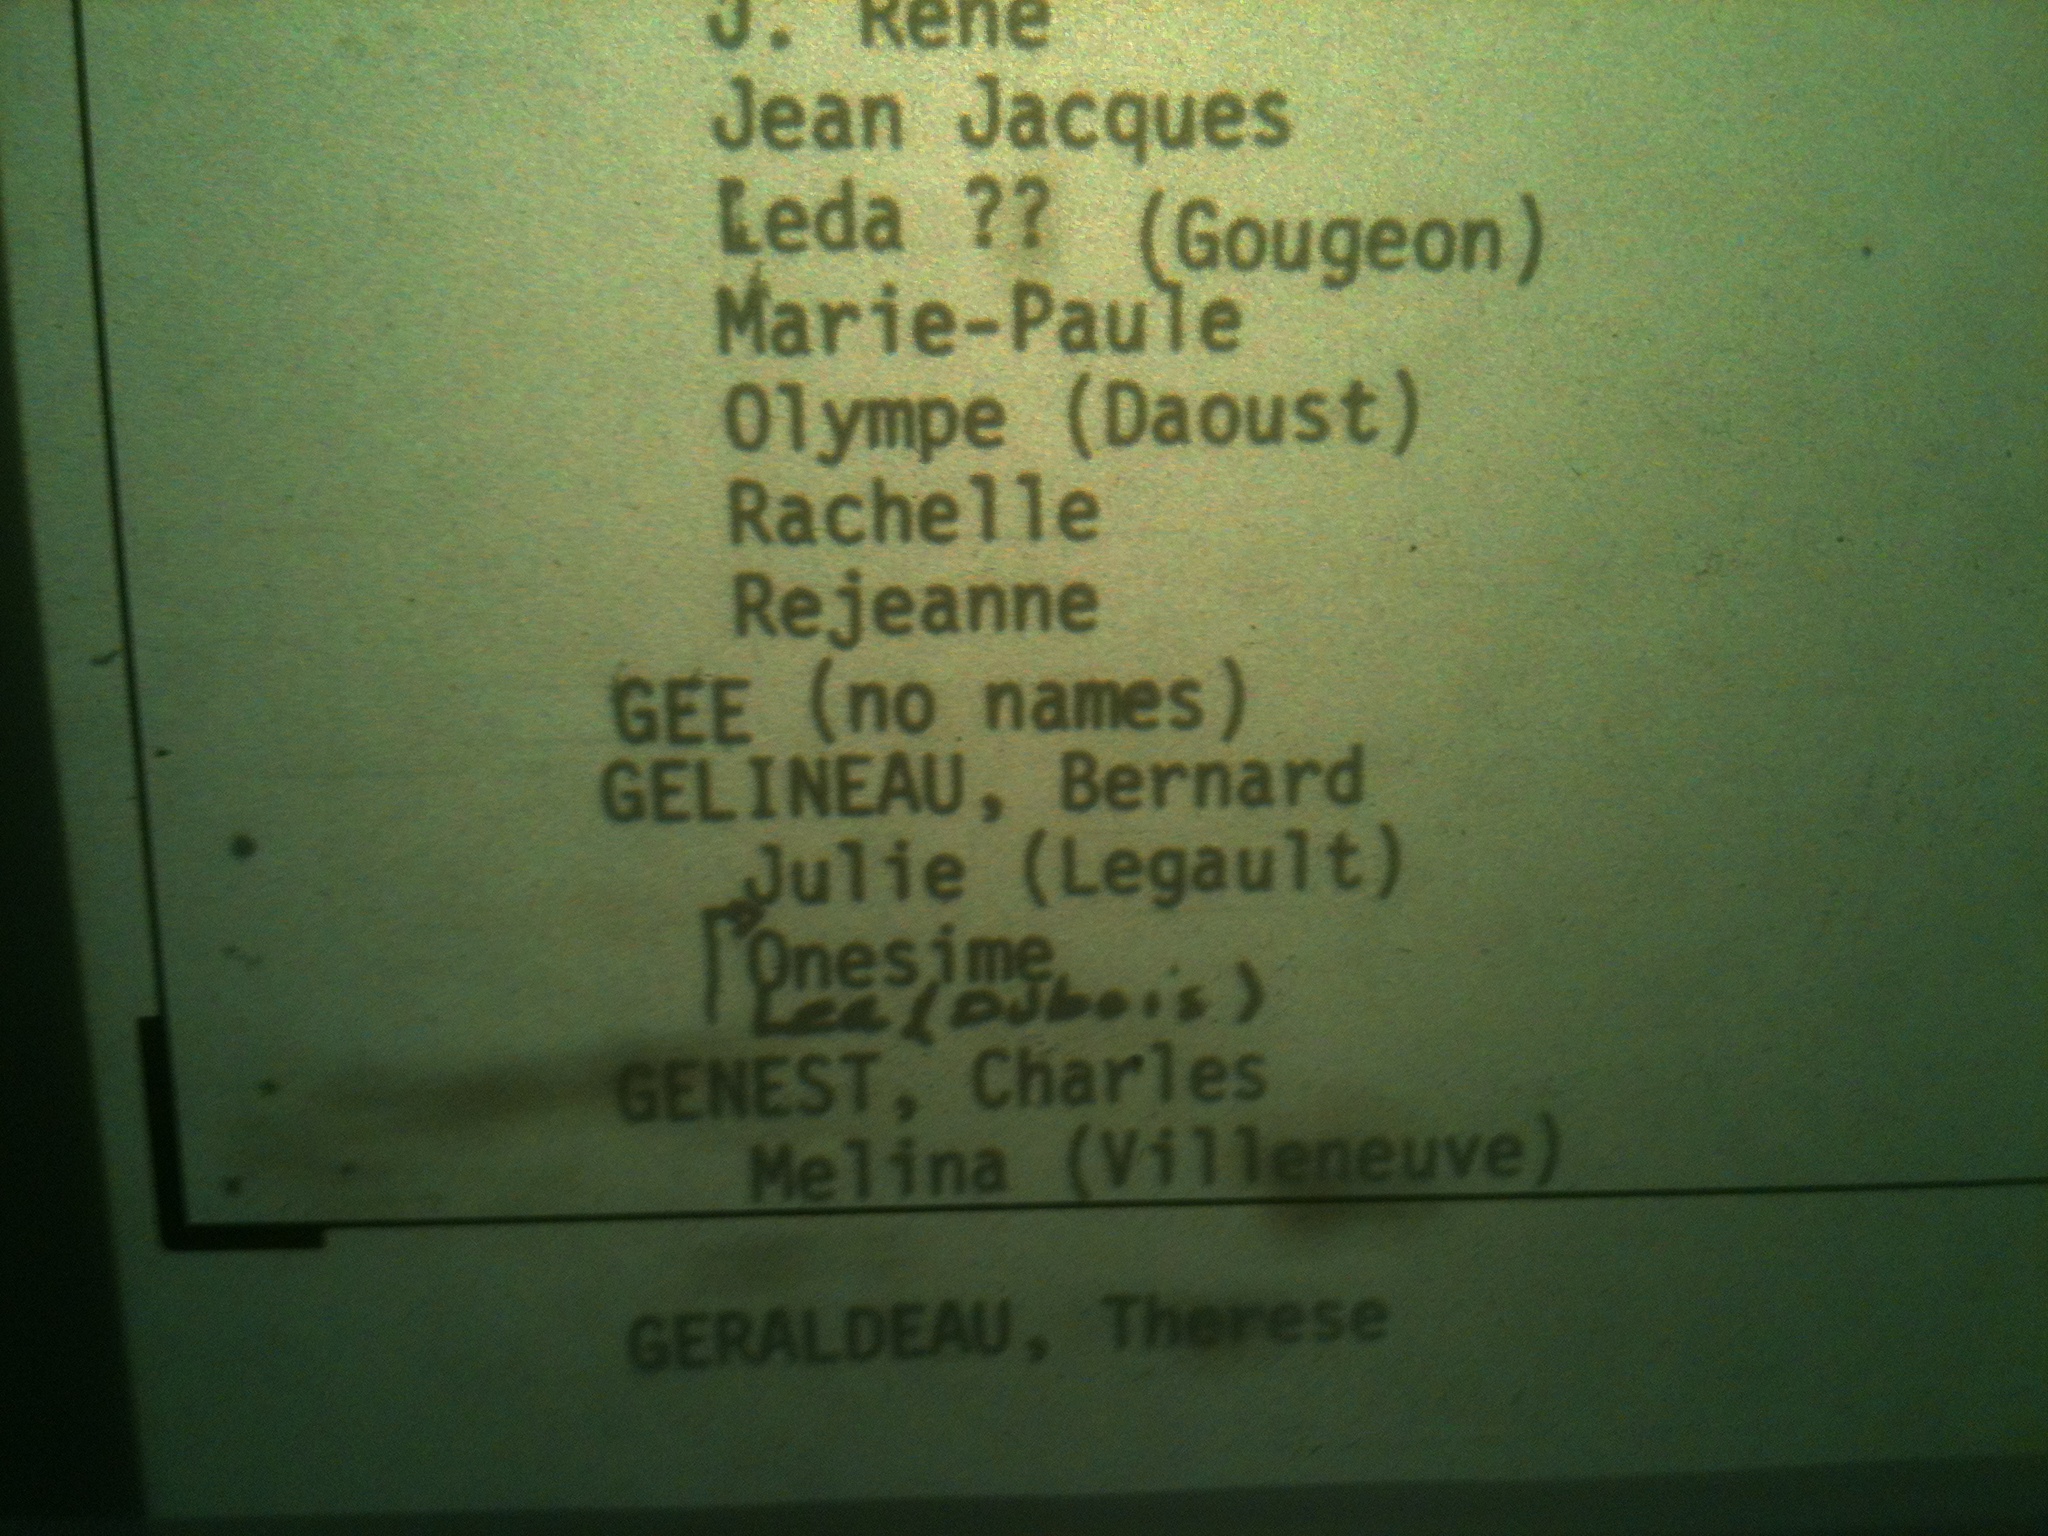 J. Rene
Jean Jacques
Leda ?? (Gougeon)
Marie-Paule
Olympe (Daoust)
Rachelle
Rejeanne
GEE (no names)
GELINEAU, Bernard
Julie (Legault)
Onesime
Lea (Dubois)
GENEST, Charles
Melina (Villeneuve)
GERALDEAU, Therese